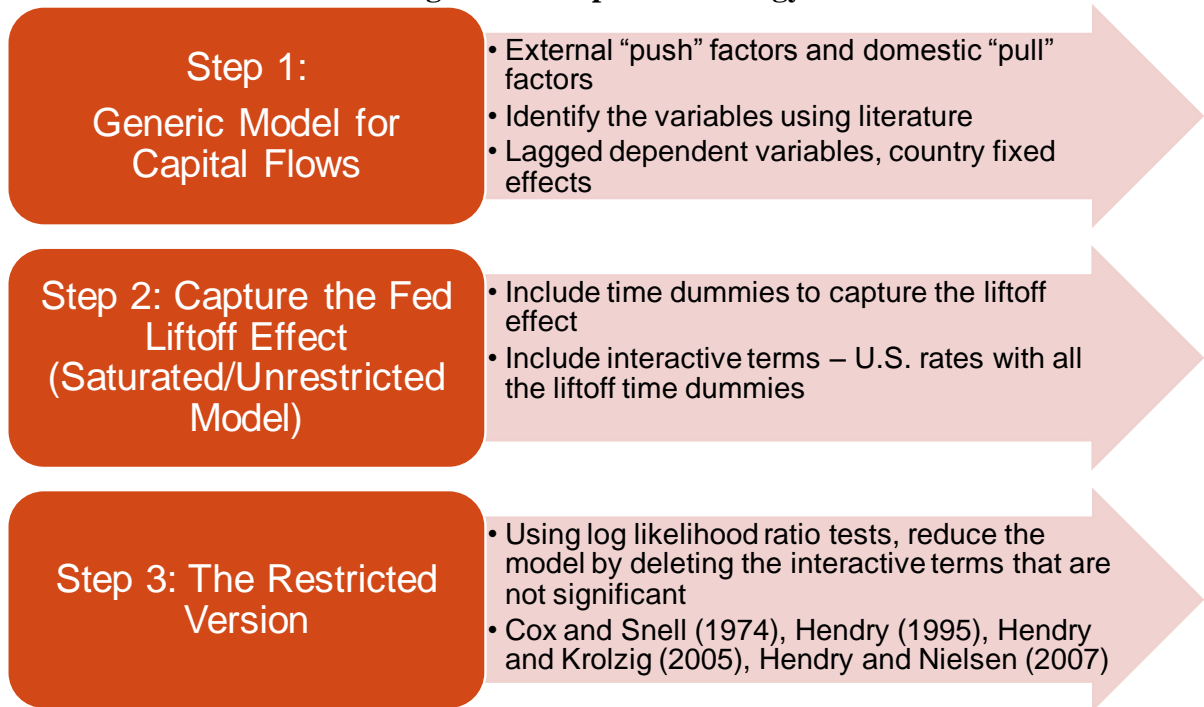 Step 1:
Generic Model for
Capital Flows
• External “push” factors and domestic “pull”
factors
• Identify the variables using literature
• Lagged dependent variables, country fixed
effects
Step 2: Capture the Fed
Liftoff Effect
(Saturated/Unrestricted
Model)
• Include time dummies to capture the liftoff
effect
• Include interactive terms – U.S. rates with all
the liftoff time dummies
Step 3: The Restricted
Version
• Using log likelihood ratio tests, reduce the
model by deleting the interactive terms that are
not significant
• Cox and Snell (1974), Hendry (1995), Hendry
and Krolzig (2005), Hendry and Nielsen (2007)